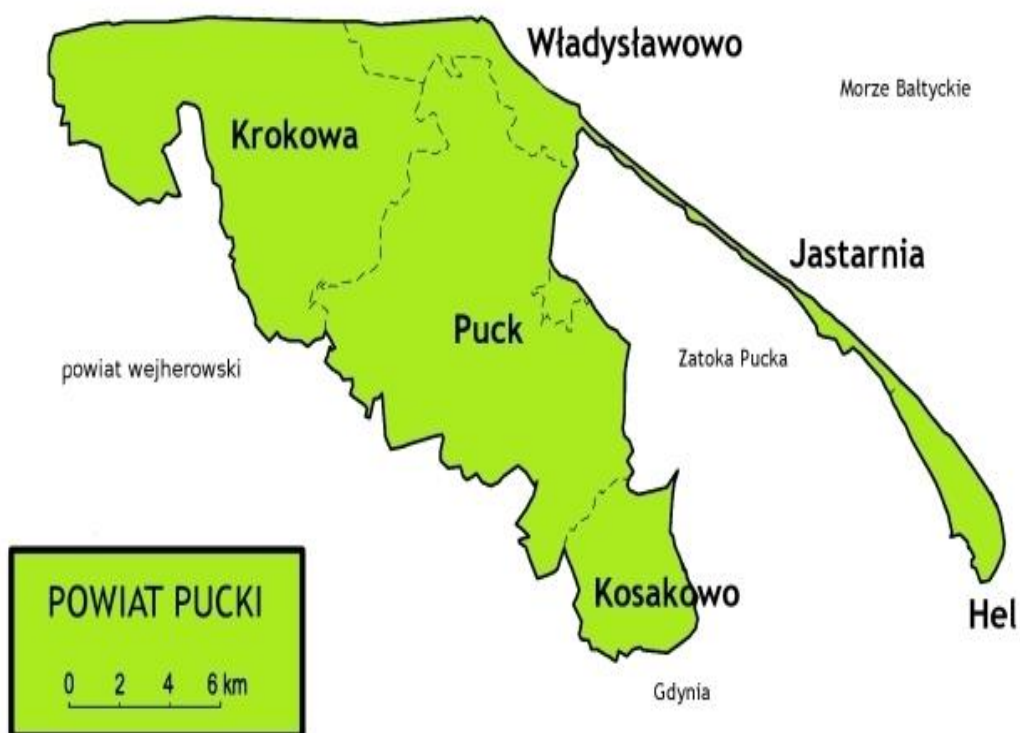 Władysławowo
Morze Bałtyckie
Krokowa
Jastarnia
Puck
Zatoka Pucka
powiat wejherowski
Kosakowo
Hel
Gdynia
POWIAT PUCKI
0 2 4 6 km